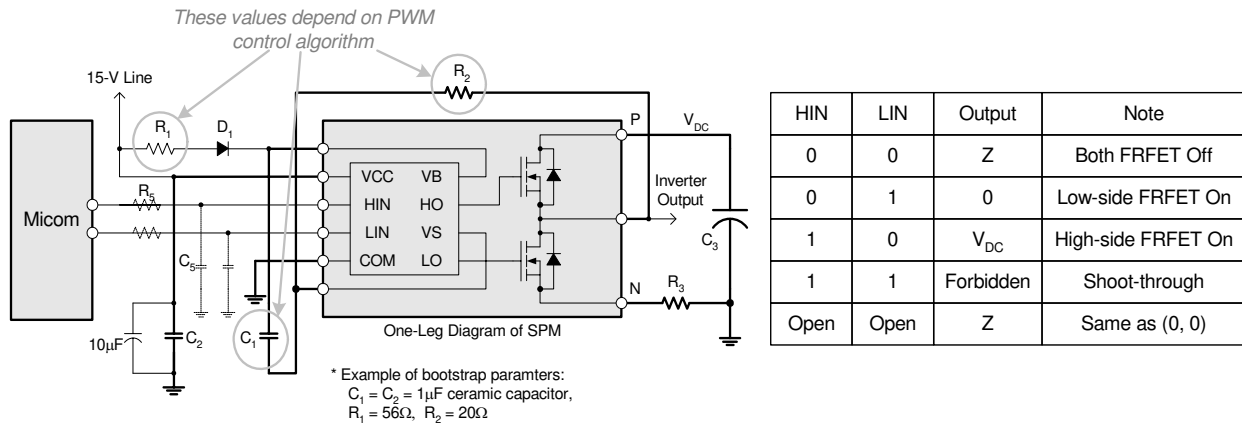 These values depend on PWM
control algorithm
15-V Line
R1
D1
R2
P
VDC
Micom
R5
VCC VB
HIN HO
LIN VS
COM LO
Inverter
Output
C3
C5
N
R3
10μF
C2
C1
One-Leg Diagram of SPM
* Example of bootstrap paramters:
C1 = C2 = 1μF ceramic capacitor,
R1 = 56Ω, R2 = 20Ω
HIN LIN Output Note
0 0 Z Both FRFET Off
0 1 0 Low-side FRFET On
1 0 VDC High-side FRFET On
1 1 Forbidden Shoot-through
Open Open Z Same as (0, 0)